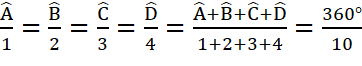 Â/1 = B̂/2 = Ĉ/3 = D̂/4 = (Â+B̂+Ĉ+D̂)/(1+2+3+4) = 360°/10